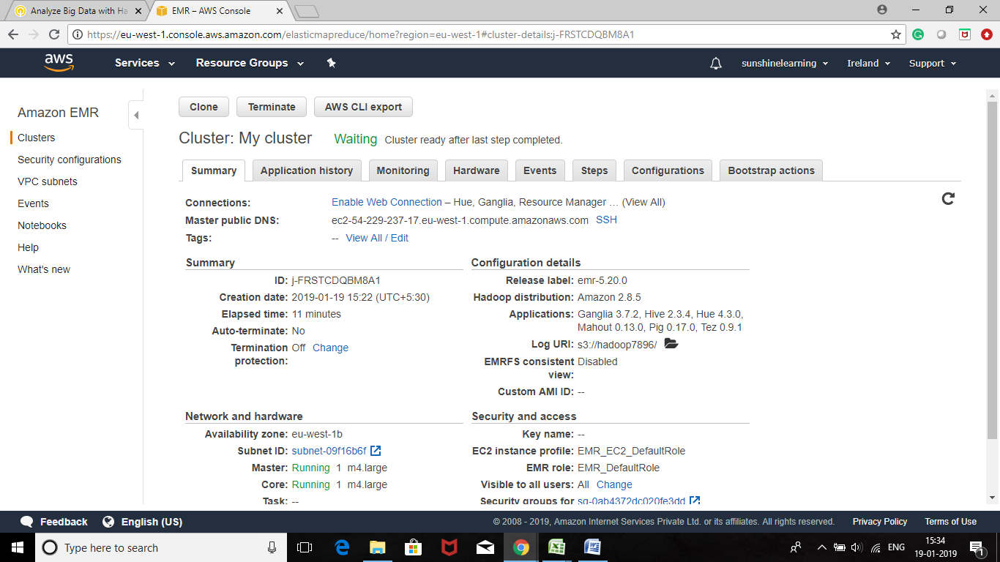 Analyze Big Data with Ha
EMR – AWS Console
https://eu-west-1.console.aws.amazon.com/elasticmapreduce/home?region=eu-west-1#cluster-details:j-FRSTCDQBM8A1
aws
Services
Resource Groups
sunshinelearning
Ireland
Support
Amazon EMR
Clusters
Security configurations
VPC subnets
Events
Notebooks
Help
What's new
Clone
Terminate
AWS CLI export
Cluster: My cluster Waiting Cluster ready after last step completed.
Summary
Application history
Monitoring
Hardware
Events
Steps
Configurations
Bootstrap actions
Connections: Enable Web Connection – Hue, Ganglia, Resource Manager … (View All)
Master public DNS: ec2-54-229-237-17.eu-west-1.compute.amazonaws.com SSH
Tags: -- View All / Edit
Summary
ID: j-FRSTCDQBM8A1
Creation date: 2019-01-19 15:22 (UTC+5:30)
Elapsed time: 11 minutes
Auto-terminate: No
Termination Off Change
protection:
Configuration details
Release label: emr-5.20.0
Hadoop distribution: Amazon 2.8.5
Applications: Ganglia 3.7.2, Hive 2.3.4, Hue 4.3.0,
Mahout 0.13.0, Pig 0.17.0, Tez 0.9.1
Log URI: s3://hadoop7896/
EMRFS consistent Disabled
view:
Custom AMI ID: --
Network and hardware
Availability zone: eu-west-1b
Subnet ID: subnet-09f16b6f
Master: Running 1 m4.large
Core: Running 1 m4.large
Task: --
Security and access
Key name: --
EC2 instance profile: EMR_EC2_DefaultRole
EMR role: EMR_DefaultRole
Visible to all users: All Change
Security groups for sg-0ab4372dc020fe3dd
Feedback
English (US)
© 2008 - 2019, Amazon Internet Services Private Ltd. or its affiliates. All rights reserved.
Privacy Policy
Terms of Use
Type here to search
ENG
15:34
19-01-2019
1